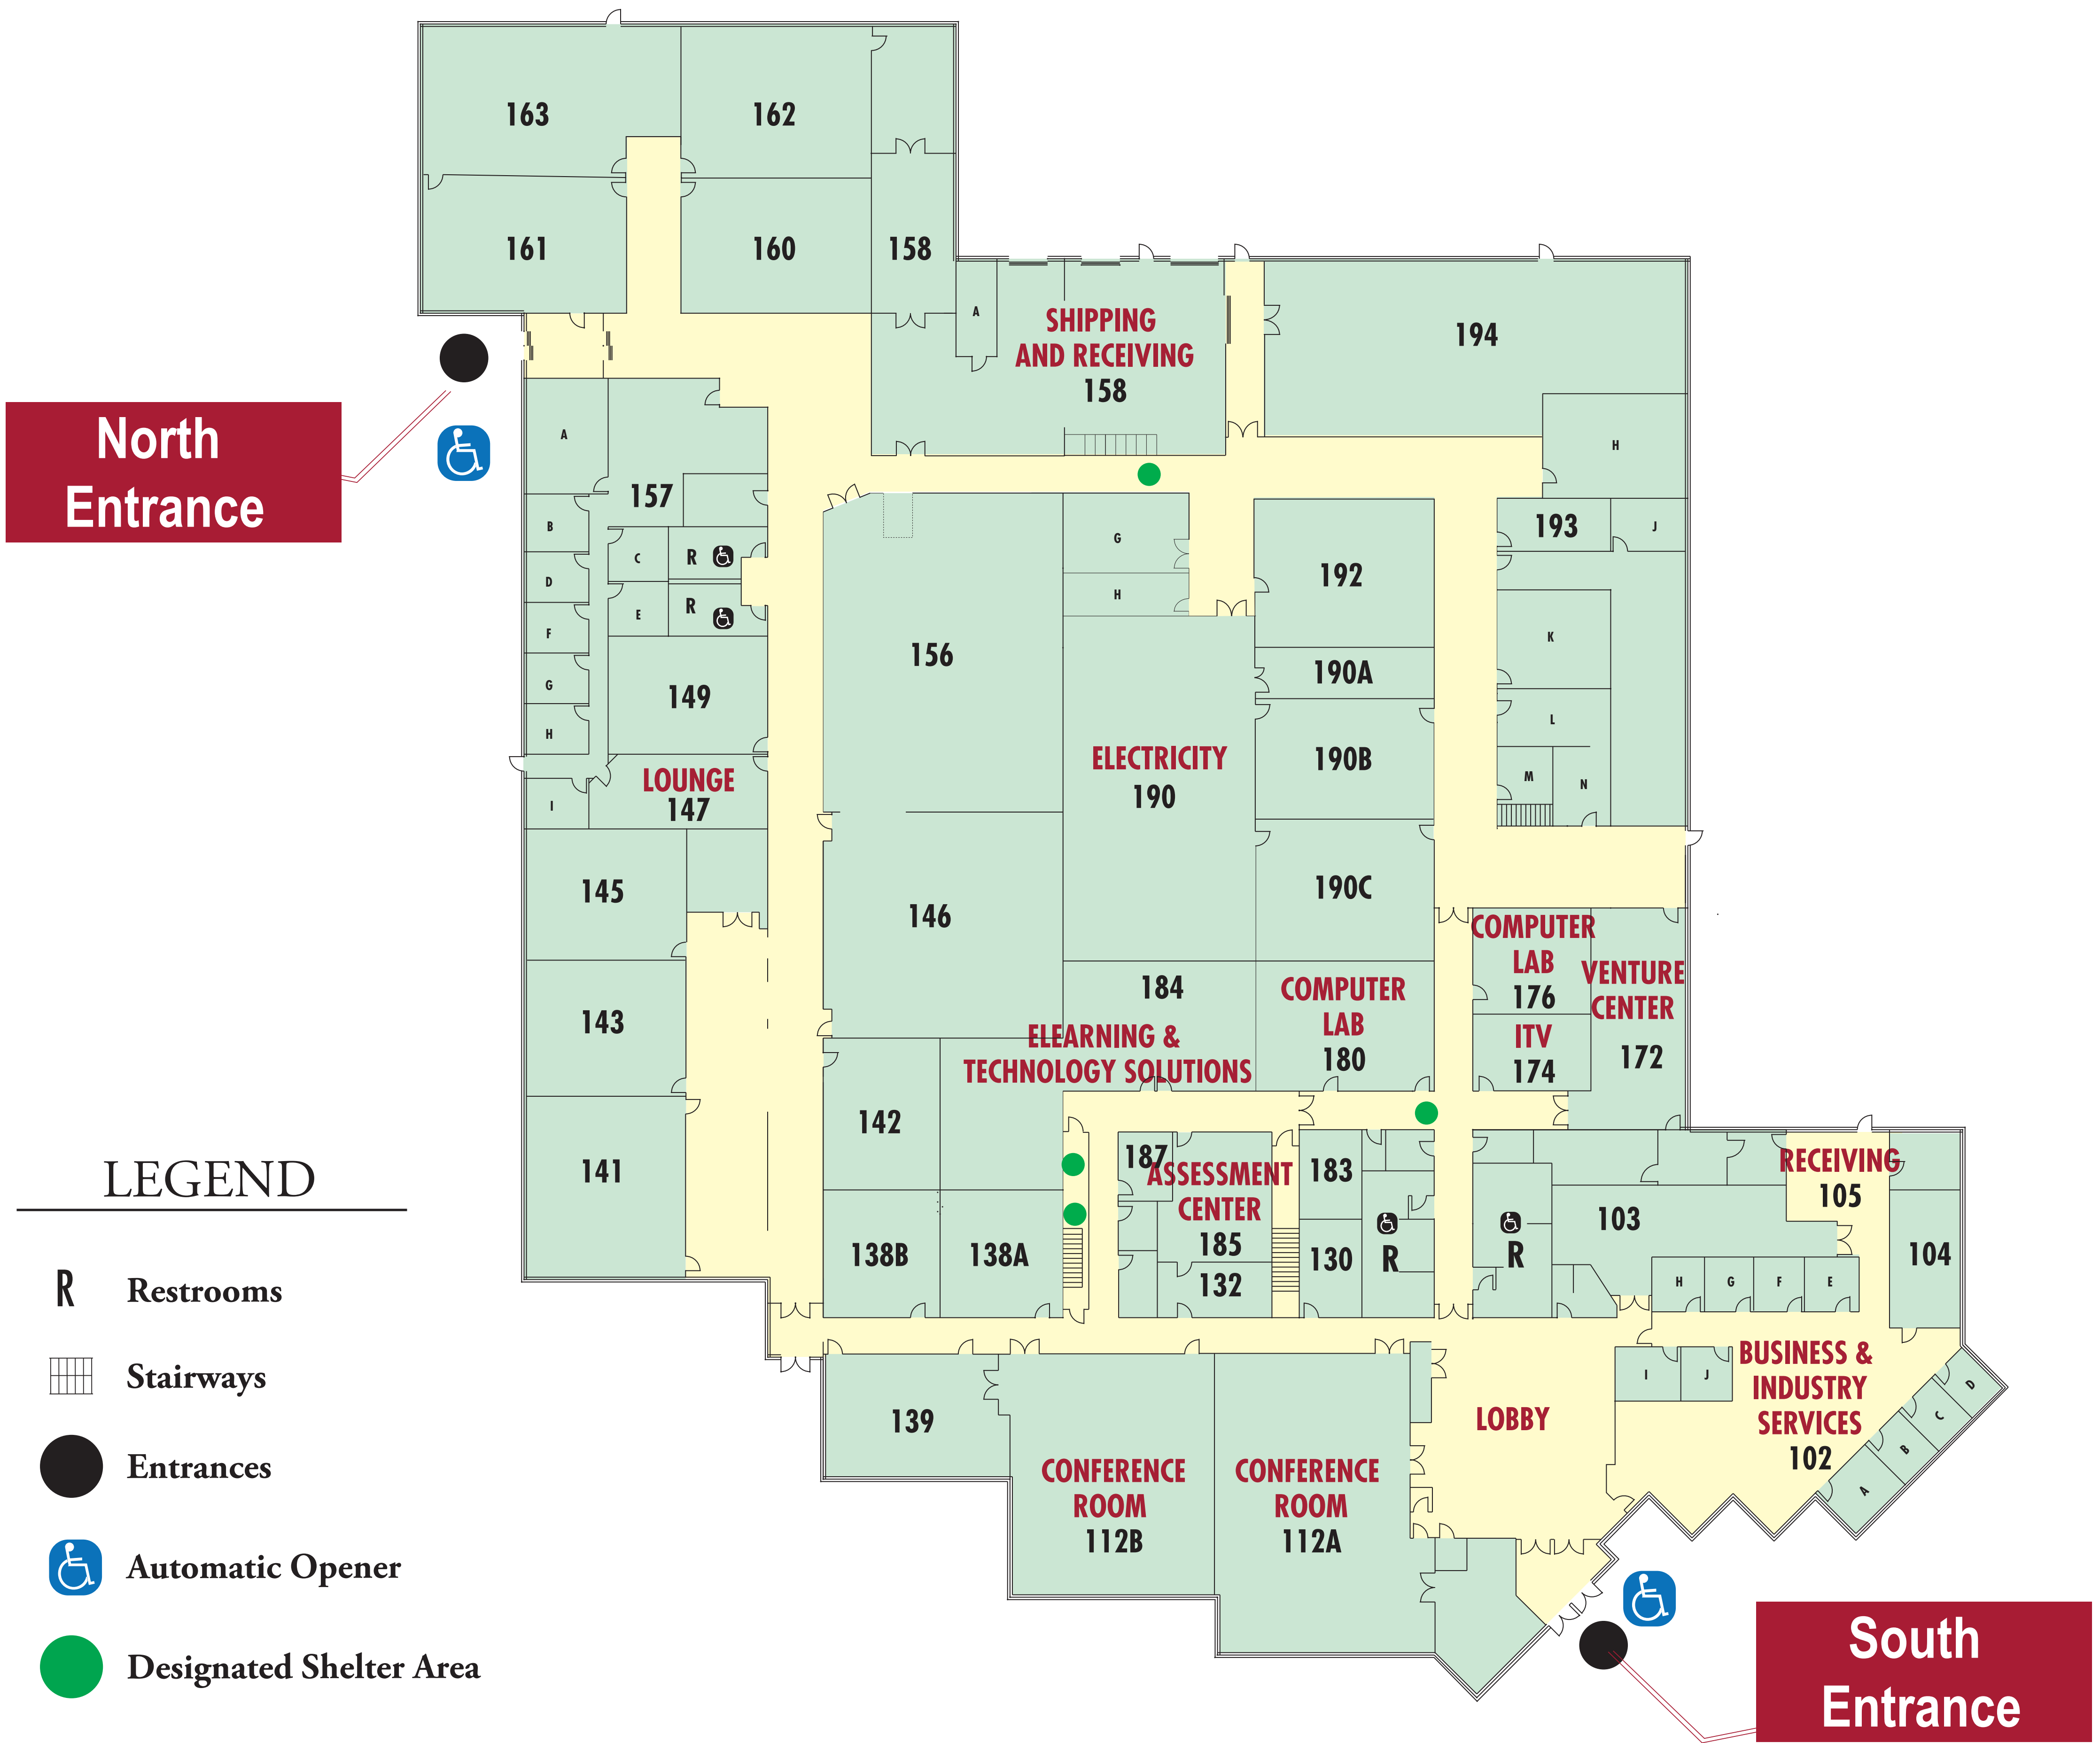 163
162
161
160
158
A
SHIPPING
AND RECEIVING
158
194
North
Entrance
A
157
B
C
R
D
E
R
F
G
H
149
LOUNGE
147
I
H
193
J
G
H
192
156
190A
K
L
M
N
ELECTRICITY
190
190B
190C
145
146
143
141
184
ELEARNING &
TECHNOLOGY SOLUTIONS
COMPUTER
LAB
180
COMPUTER
LAB
176
ITV
174
VENTURE
CENTER
172
142
187
ASSESSMENT
CENTER
185
183
138B
138A
132
130
R
R
103
RECEIVING
105
104
H
G
F
E
I
J
BUSINESS &
INDUSTRY
SERVICES
102
D
C
B
A
139
CONFERENCE
ROOM
112B
CONFERENCE
ROOM
112A
LOBBY
South
Entrance
LEGEND
R Restrooms
Stairways
Entrances
Automatic Opener
Designated Shelter Area